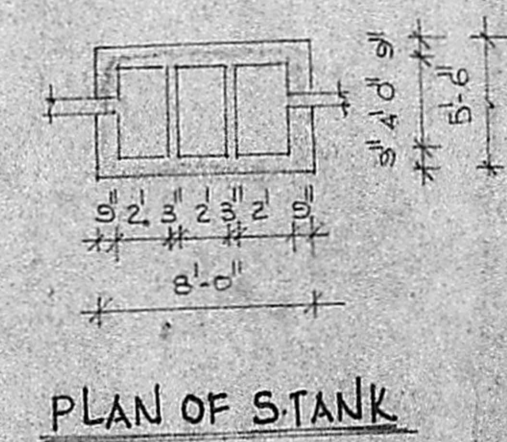 9" 4'0" 9"
5'-6"
9" 2' 3" 2' 3" 2' 9"
8'-0"
PLAN OF S.TANK